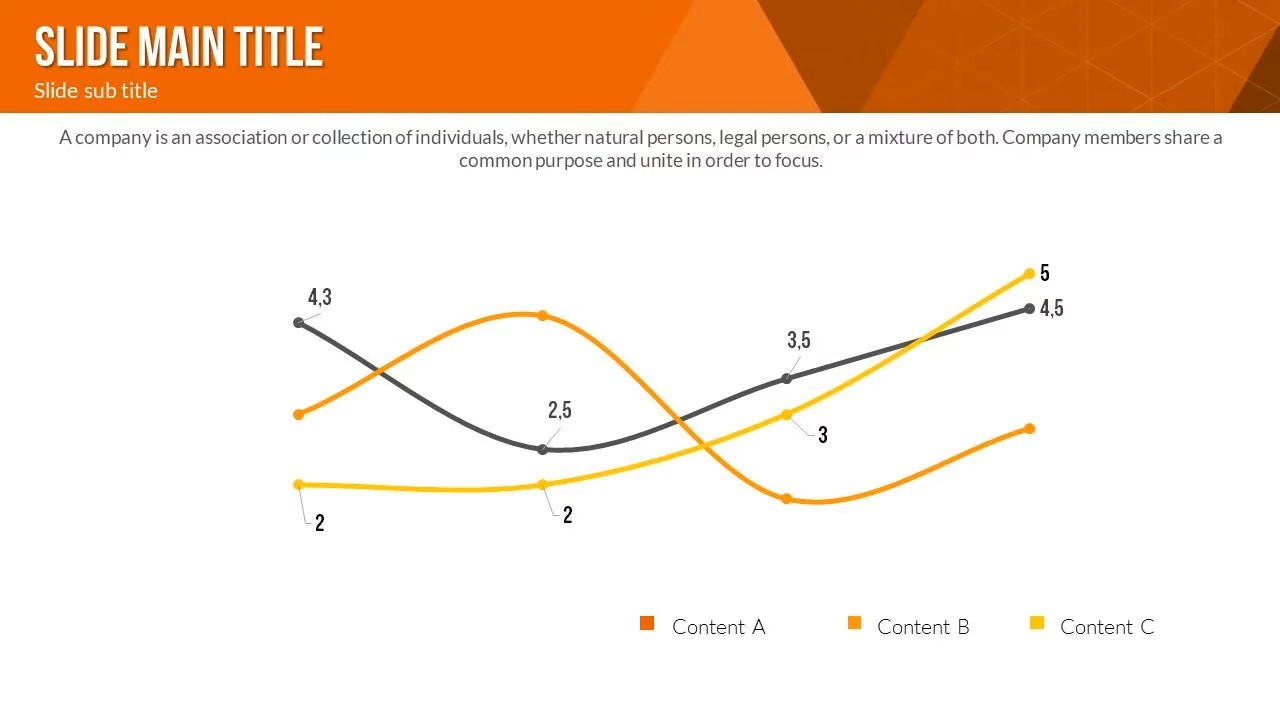 SLIDE MAIN TITLE
Slide sub title
A company is an association or collection of individuals, whether natural persons, legal persons, or a mixture of both. Company members share a
common purpose and unite in order to focus.
5
4,3
4,5
3,5
2,5
3
2
2
Content A
Content B
Content C